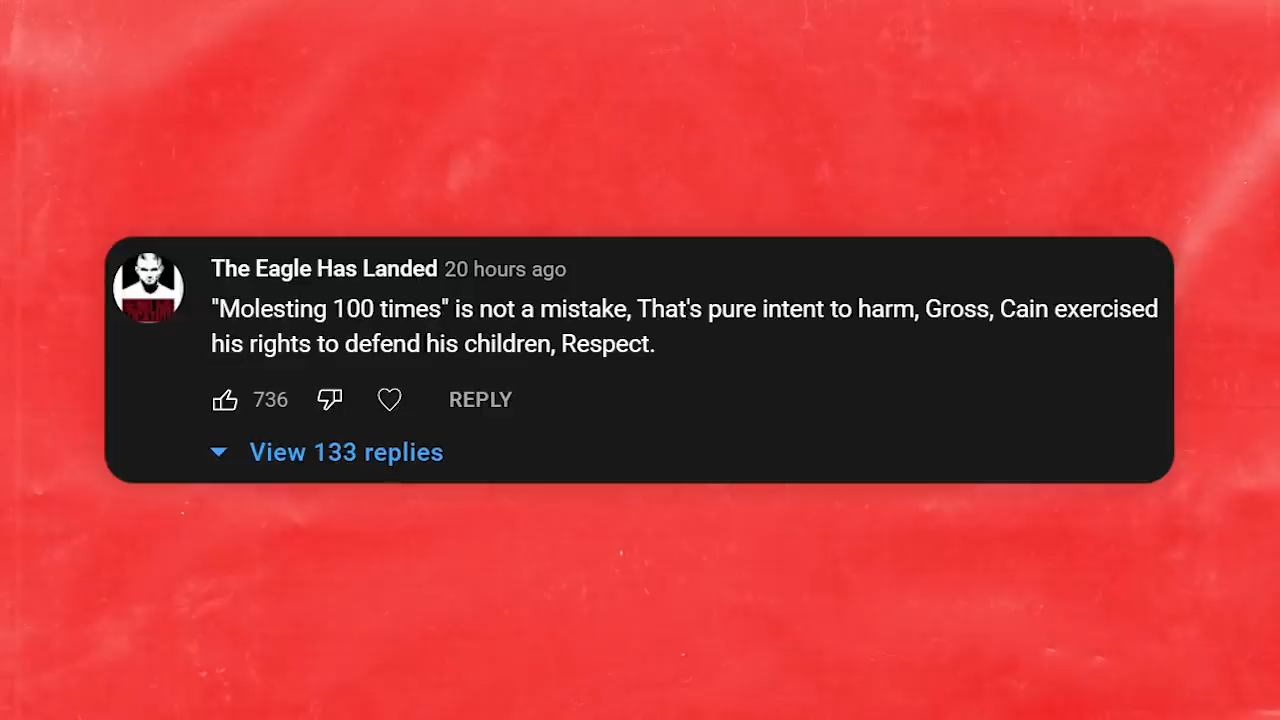 The Eagle Has Landed 20 hours ago
"Molesting 100 times" is not a mistake, That's pure intent to harm, Gross, Cain exercised
his rights to defend his children, Respect.
736 REPLY
View 133 replies